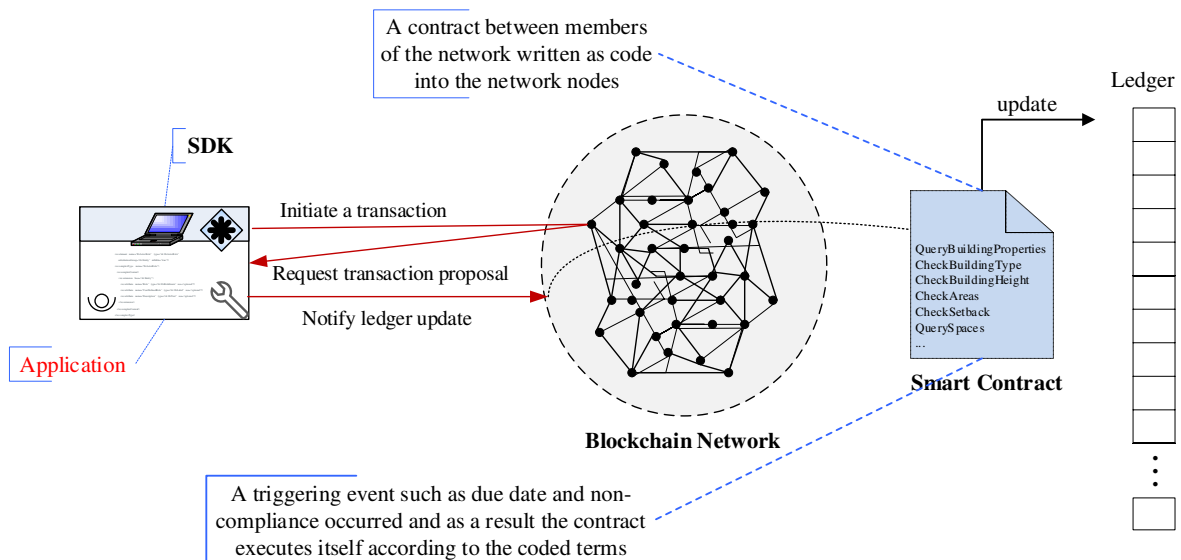 A contract between members
of the network written as code
into the network nodes
Ledger
update
SDK
Initiate a transaction
Request transaction proposal
Notify ledger update
Application
QueryBuildingProperties
CheckBuildingType
CheckBuildingHeight
CheckAreas
CheckSetback
QuerySpaces
...
Smart Contract
Blockchain Network
A triggering event such as due date and non-
compliance occurred and as a result the contract
executes itself according to the coded terms